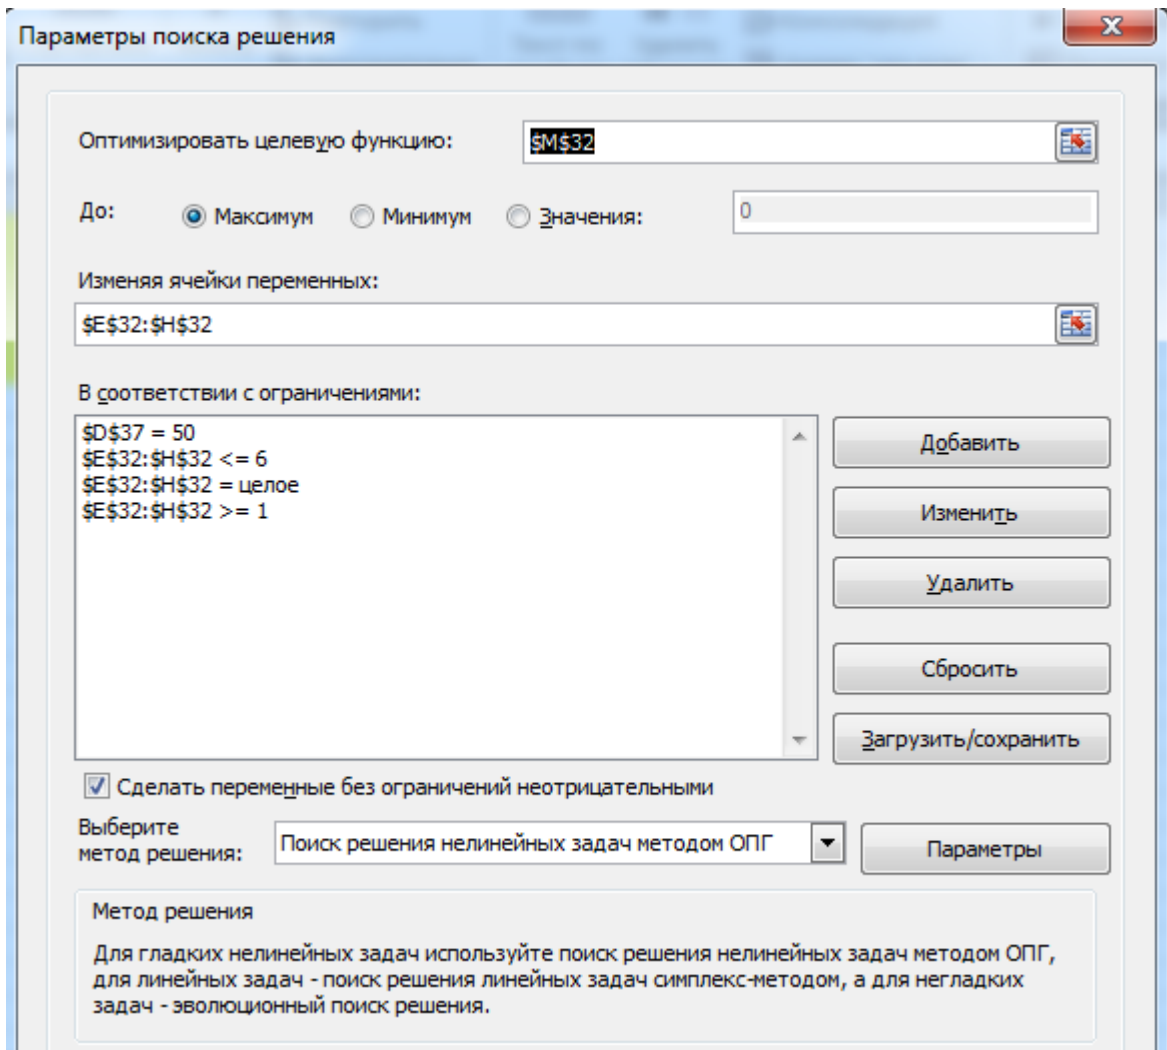 Параметры поиска решения
Оптимизировать целевую функцию: $M$32
До: Максимум Минимум Значения: 0
Изменяя ячейки переменных:
$E$32:$H$32
В соответствии с ограничениями:
$D$37 = 50
$E$32:$H$32 <= 6
$E$32:$H$32 = целое
$E$32:$H$32 >= 1
Добавить
Изменить
Удалить
Сбросить
Загрузить/сохранить
Сделать переменные без ограничений неотрицательными
Выберите
метод решения: Поиск решения нелинейных задач методом ОПГ Параметры
Метод решения
Для гладких нелинейных задач используйте поиск решения нелинейных задач методом ОПГ,
для линейных задач - поиск решения линейных задач симплекс-методом, а для негладких
задач - эволюционный поиск решения.